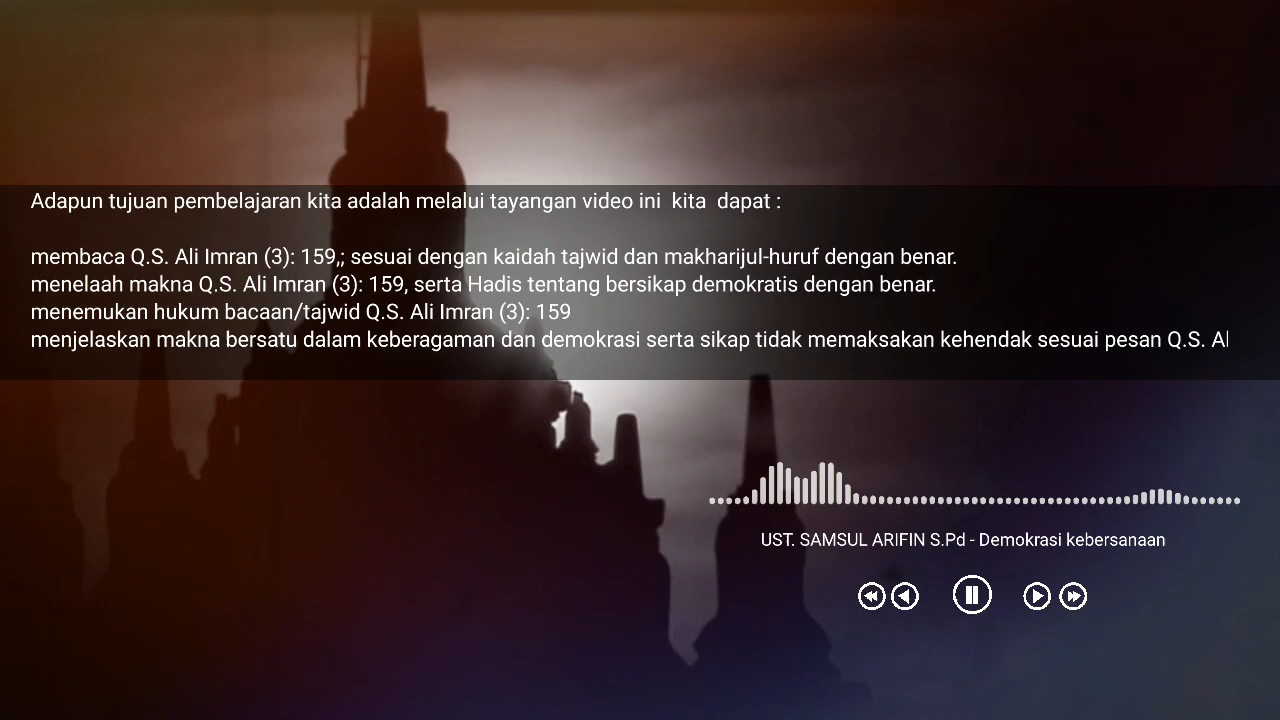 Adapun tujuan pembelajaran kita adalah melalui tayangan video ini kita dapat :
membaca Q.S. Ali Imran (3): 159,; sesuai dengan kaidah tajwid dan makharijul-huruf dengan benar.
menelaah makna Q.S. Ali Imran (3): 159, serta Hadis tentang bersikap demokratis dengan benar.
menemukan hukum bacaan/tajwid Q.S. Ali Imran (3): 159
menjelaskan makna bersatu dalam keberagaman dan demokrasi serta sikap tidak memaksakan kehendak sesuai pesan Q.S. Al
UST. SAMSUL ARIFIN S.Pd - Demokrasi kebersanaan